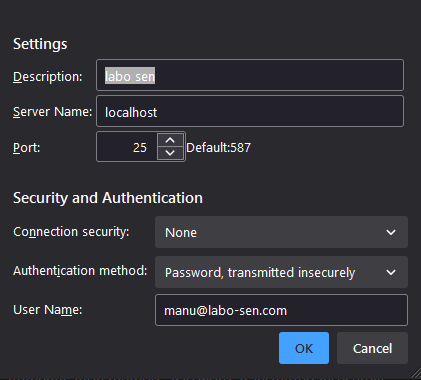 Settings
Description: labo sen
Server Name: localhost
Port: 25 Default:587
Security and Authentication
Connection security: None
Authentication method: Password, transmitted insecurely
User Name: manu@labo-sen.com
OK Cancel